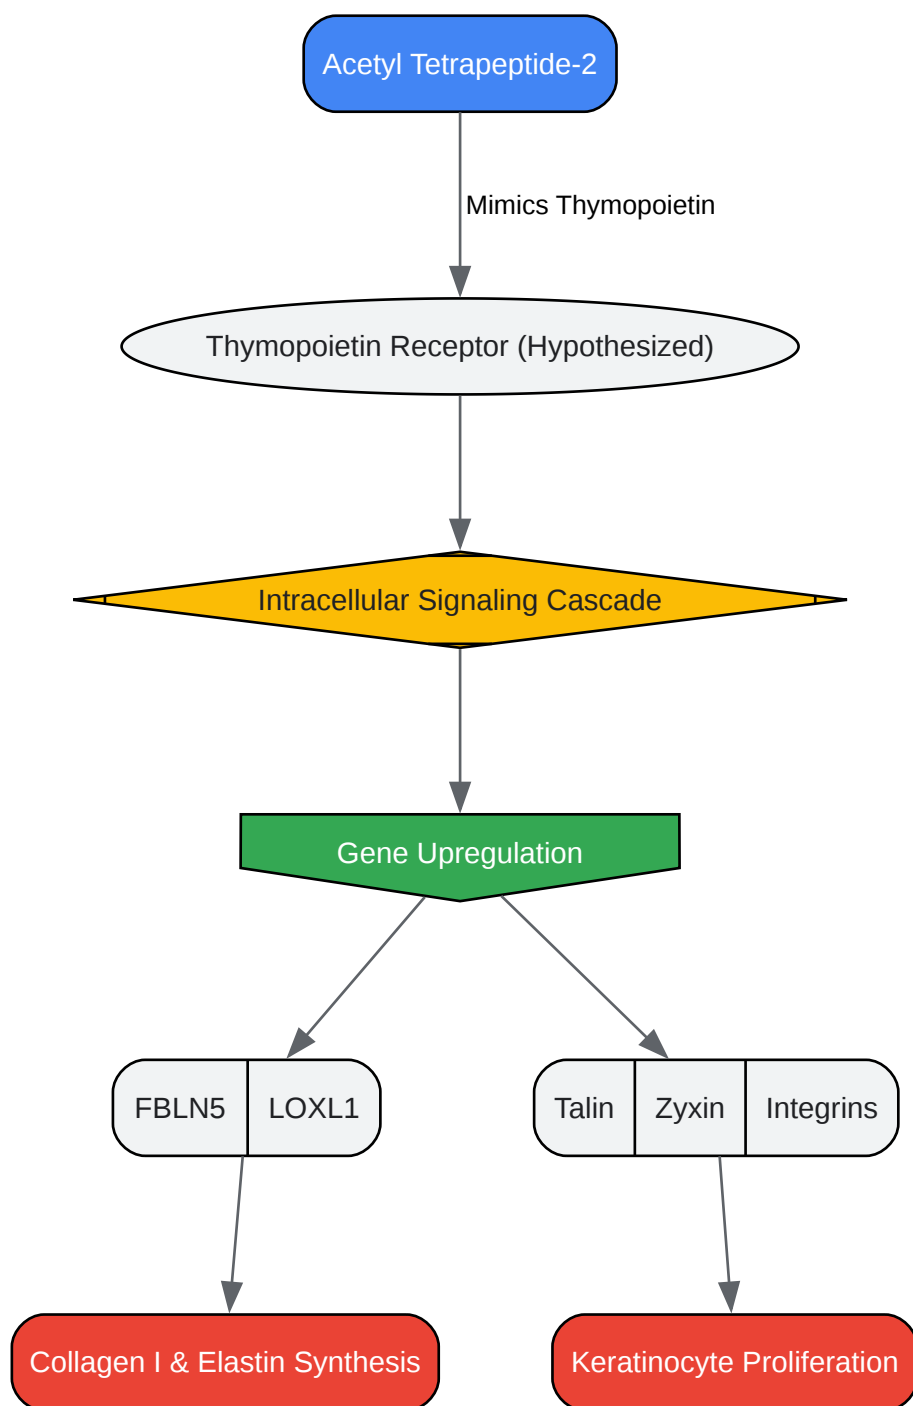 Acetyl Tetrapeptide-2
Mimics Thymopoietin
Thymopoietin Receptor (Hypothesized)
Intracellular Signaling Cascade
Gene Upregulation
FBLN5
LOXL1
Talin
Zyxin
Integrins
Collagen I & Elastin Synthesis
Keratinocyte Proliferation